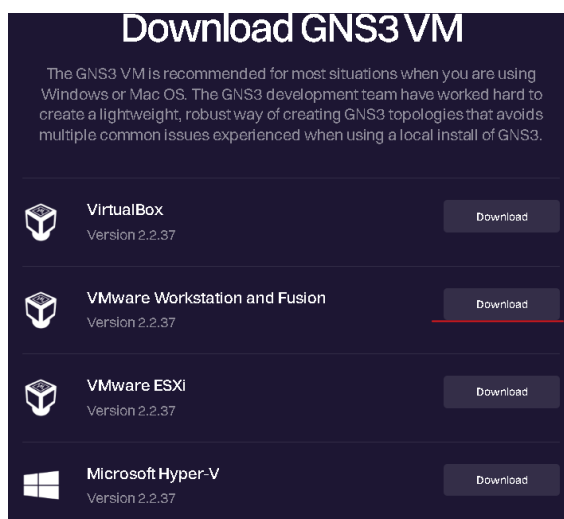 Download GNS3 VM
The GNS3 VM is recommended for most situations when you are using
Windows or Mac OS. The GNS3 development team have worked hard to
create a lightweight, robust way of creating GNS3 topologies that avoids
multiple common issues experienced when using a local install of GNS3.
VirtualBox
Version 2.2.37
Download
VMware Workstation and Fusion
Version 2.2.37
Download
VMware ESXi
Version 2.2.37
Download
Microsoft Hyper-V
Version 2.2.37
Download